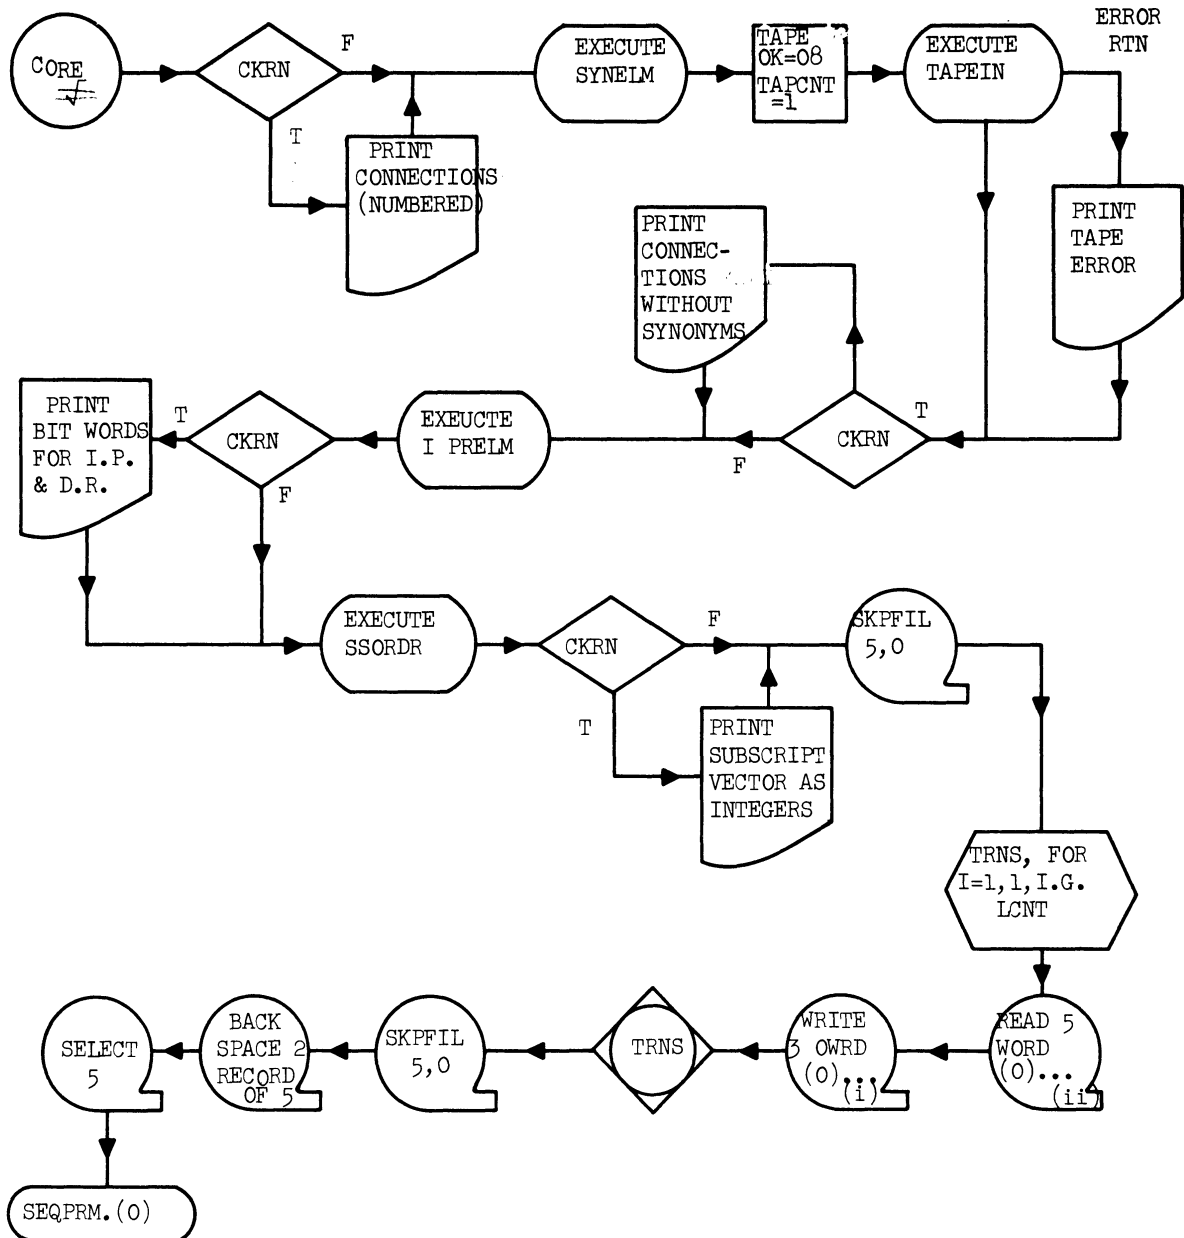 CORE
CKRN
F
T
PRINT
CONNECTIONS
(NUMBERED)
EXECUTE
SYNELM
TAPE
OK=08
TAPCNT
=1
EXECUTE
TAPEIN
ERROR
RTN
PRINT
TAPE
ERROR
PRINT
CONNEC-
TIONS
WITHOUT
SYNONYMS
T
CKRN
F
EXEUCTE
I PRELM
CKRN
T
F
PRINT
BIT WORDS
FOR I.P.
& D.R.
EXECUTE
SSORDR
CKRN
F
T
PRINT
SUBSCRIPT
VECTOR AS
INTEGERS
SKPFIL
5,0
TRNS, FOR
I=1,1,I.G.
LCNT
READ 5
WORD
(0)...
(ii)
WRITE
3 OWRD
(0)...
(i)
TRNS
SKPFIL
5,0
BACK
SPACE 2
RECORD
OF 5
SELECT
5
SEQPRM.(0)